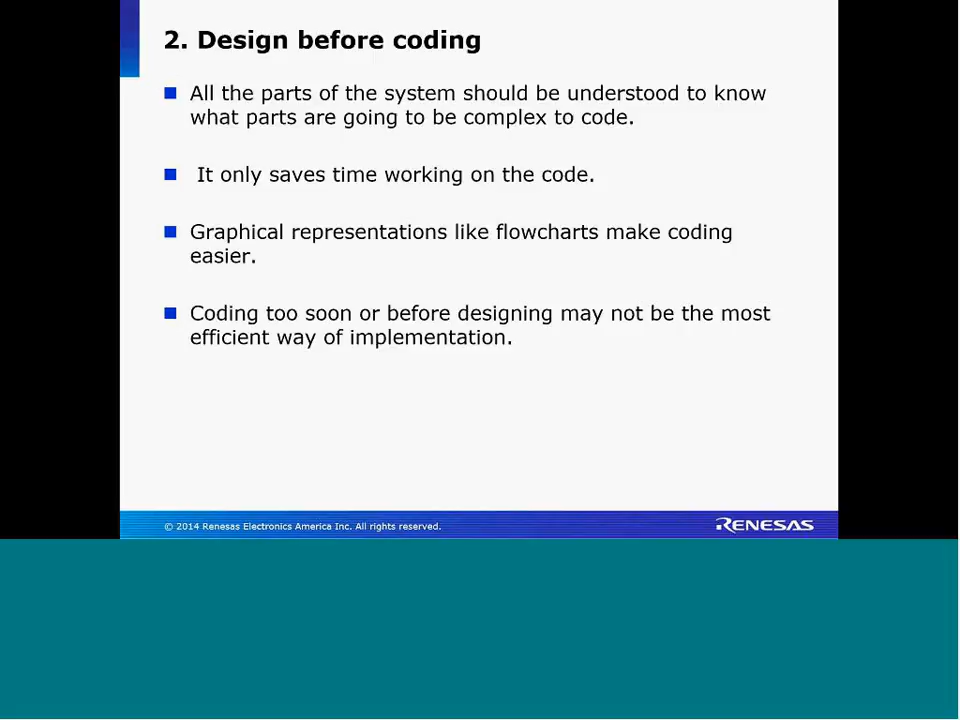 2. Design before coding
All the parts of the system should be understood to know
what parts are going to be complex to code.
It only saves time working on the code.
Graphical representations like flowcharts make coding
easier.
Coding too soon or before designing may not be the most
efficient way of implementation.
© 2014 Renesas Electronics America Inc. All rights reserved.
RENESAS